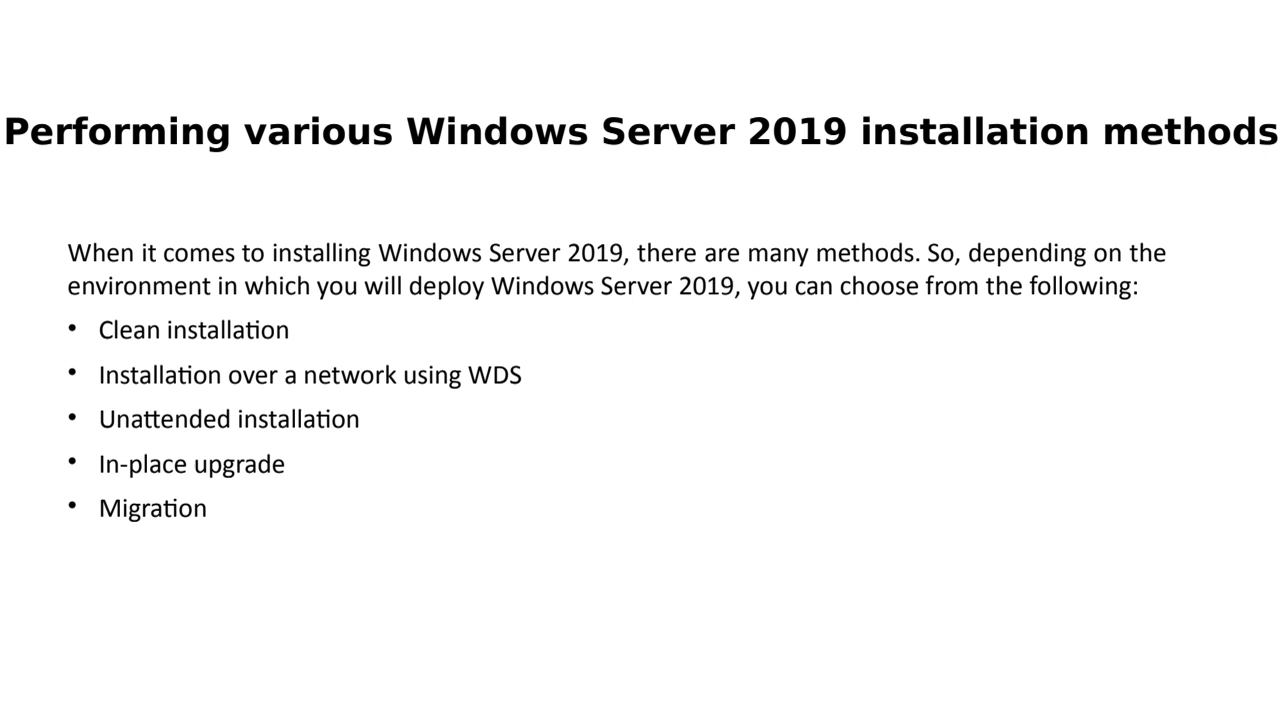 Performing various Windows Server 2019 installation methods
When it comes to installing Windows Server 2019, there are many methods. So, depending on the
environment in which you will deploy Windows Server 2019, you can choose from the following:
• Clean installation
• Installation over a network using WDS
• Unattended installation
• In-place upgrade
• Migration